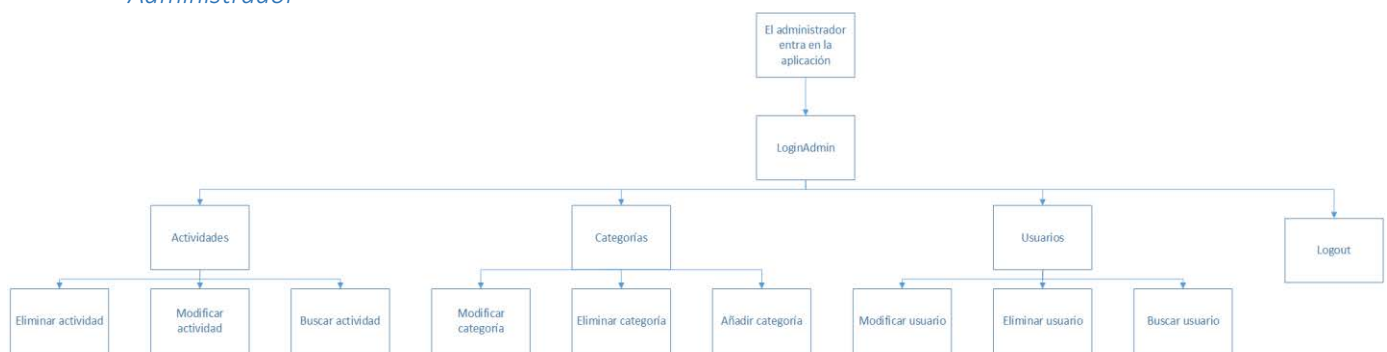 Administrador
El administrador
entra en la
aplicación
LoginAdmin
Actividades
Categorías
Usuarios
Logout
Eliminar actividad
Modificar
actividad
Buscar actividad
Modificar
categoría
Eliminar categoría
Añadir categoría
Modificar usuario
Eliminar usuario
Buscar usuario